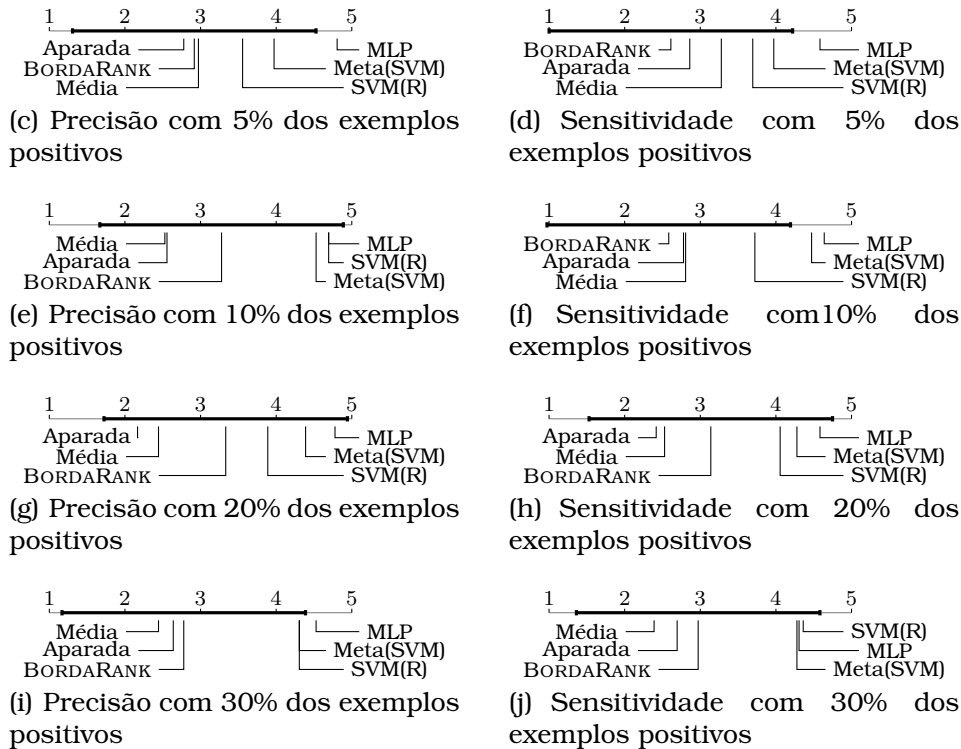 1 2 3 4 5
Aparada MLP
BORDARANK Meta(SVM)
Média SVM(R)
(c) Precisão com 5% dos exemplos
positivos
1 2 3 4 5
BORDARANK MLP
Aparada Meta(SVM)
Média SVM(R)
(d) Sensitividade com 5% dos
exemplos positivos
1 2 3 4 5
Média MLP
Aparada SVM(R)
BORDARANK Meta(SVM)
(e) Precisão com 10% dos exemplos
positivos
1 2 3 4 5
BORDARANK MLP
Aparada Meta(SVM)
Média SVM(R)
(f) Sensitividade com10% dos
exemplos positivos
1 2 3 4 5
Aparada MLP
Média Meta(SVM)
BORDARANK SVM(R)
(g) Precisão com 20% dos exemplos
positivos
1 2 3 4 5
Aparada MLP
Média Meta(SVM)
BORDARANK SVM(R)
(h) Sensitividade com 20% dos
exemplos positivos
1 2 3 4 5
Média MLP
Aparada Meta(SVM)
BORDARANK SVM(R)
(i) Precisão com 30% dos exemplos
positivos
1 2 3 4 5
Média SVM(R)
Aparada MLP
BORDARANK Meta(SVM)
(j) Sensitividade com 30% dos
exemplos positivos